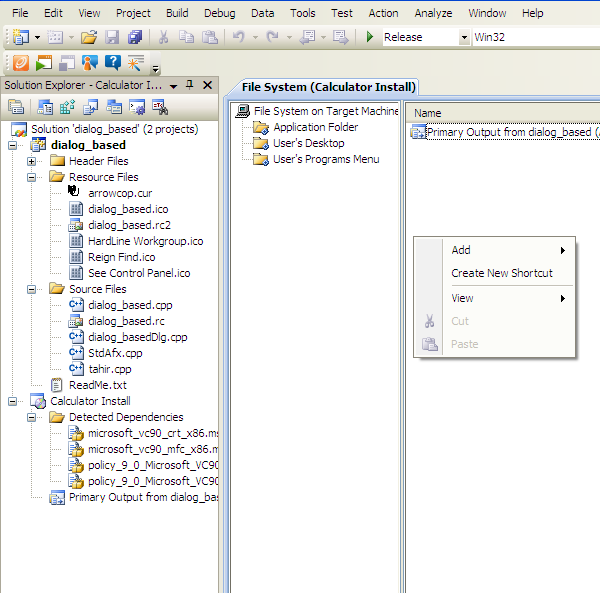 File Edit View Project Build Debug Data Tools Test Action Analyze Window Help
Release Win32
Solution Explorer - Calculator I...
File System (Calculator Install)
Solution 'dialog_based' (2 projects)
dialog_based
Header Files
Resource Files
arrowcop.cur
dialog_based.ico
dialog_based.rc2
HardLine Workgroup.ico
Reign Find.ico
See Control Panel.ico
Source Files
dialog_based.cpp
dialog_based.rc
dialog_basedDlg.cpp
StdAfx.cpp
tahir.cpp
ReadMe.txt
Calculator Install
Detected Dependencies
microsoft_vc90_crt_x86.ms
microsoft_vc90_mfc_x86.m
policy_9_0_Microsoft_VC90
policy_9_0_Microsoft_VC90
Primary Output from dialog_bas
File System on Target Machine
Application Folder
User's Desktop
User's Programs Menu
Name
Primary Output from dialog_based (
Add
Create New Shortcut
View
Cut
Paste